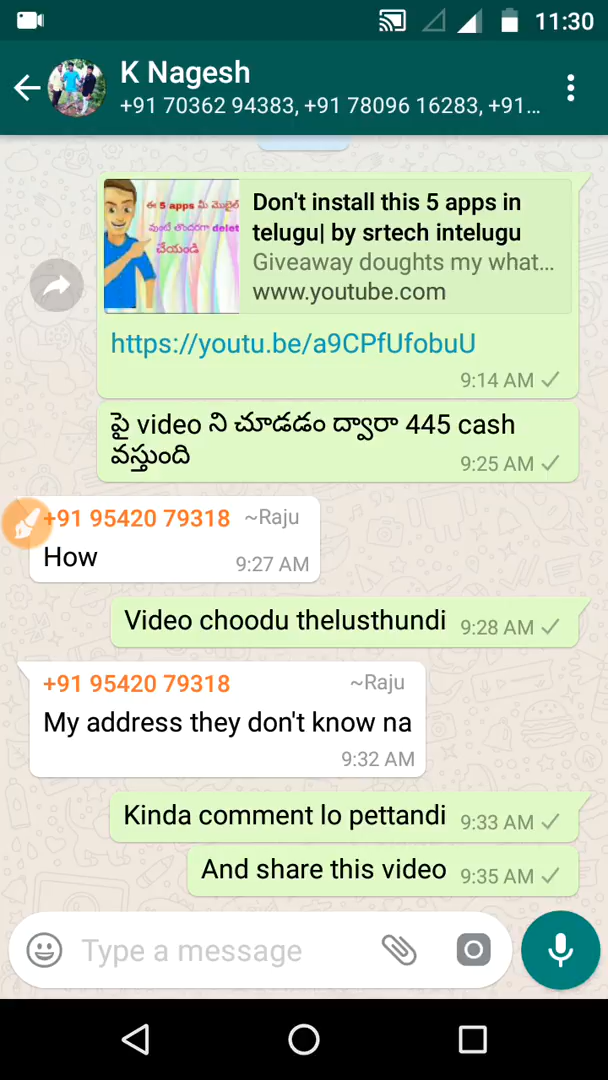 11:30
K Nagesh
+91 70362 94383, +91 78096 16283, +91...
ఈ 5 apps మీ మొబైల్
వుంటే తొందరగా delet
చేయండి
Don't install this 5 apps in
telugu| by srtech intelugu
Giveaway doughts my what...
www.youtube.com
https://youtu.be/a9CPfUfobuU
9:14 AM
పై video ని చూడడం ద్వారా 445 cash
వస్తుంది
9:25 AM
+91 95420 79318 ~Raju
How
9:27 AM
Video choodu thelusthundi
9:28 AM
+91 95420 79318 ~Raju
My address they don't know na
9:32 AM
Kinda comment lo pettandi
9:33 AM
And share this video
9:35 AM
Type a message